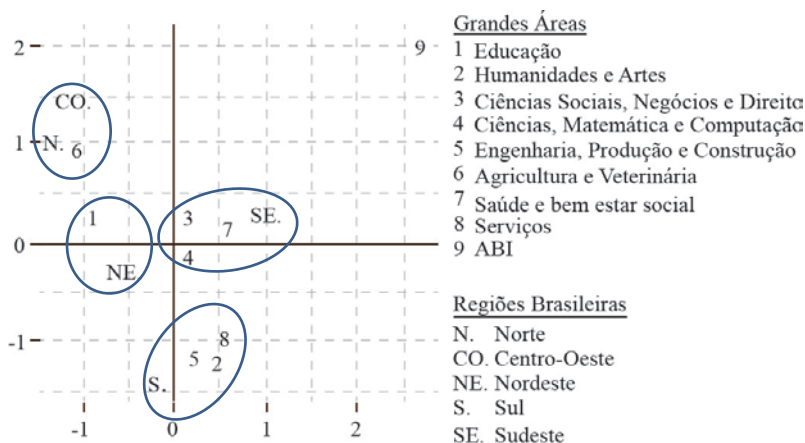 2
9
CO.
1
N.
6
1
3
SE.
7
0
4
NE
-1
8
5
2
S.
-1
0
1
2
Grandes Áreas
1 Educação
2 Humanidades e Artes
3 Ciências Sociais, Negócios e Direito
4 Ciências, Matemática e Computação
5 Engenharia, Produção e Construção
6 Agricultura e Veterinária
7 Saúde e bem estar social
8 Serviços
9 ABI
Regiões Brasileiras
N. Norte
CO. Centro-Oeste
NE. Nordeste
S. Sul
SE. Sudeste